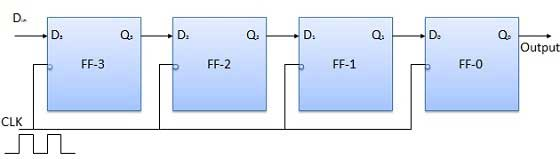 Dᵢₙ
D₃ Q₃ D₂ Q₂ D₁ Q₁ D₀ Q₀
Output
FF-3 FF-2 FF-1 FF-0
CLK